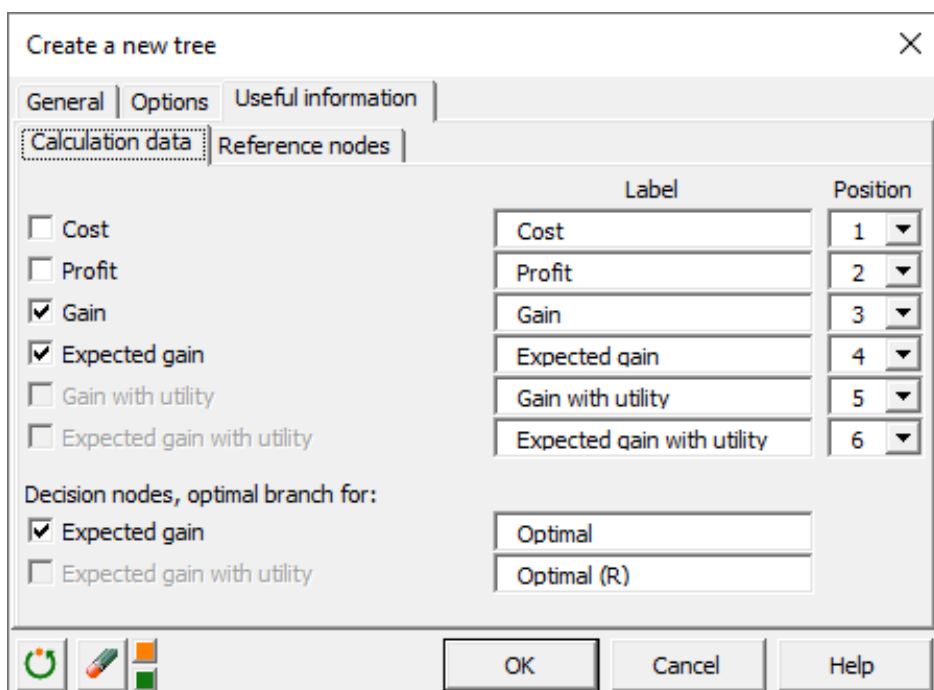 Create a new tree
General Options Useful information
Calculation data Reference nodes
Label Position
Cost Cost 1
Profit Profit 2
Gain Gain 3
Expected gain Expected gain 4
Gain with utility Gain with utility 5
Expected gain with utility Expected gain with utility 6
Decision nodes, optimal branch for:
Expected gain Optimal
Expected gain with utility Optimal (R)
OK Cancel Help